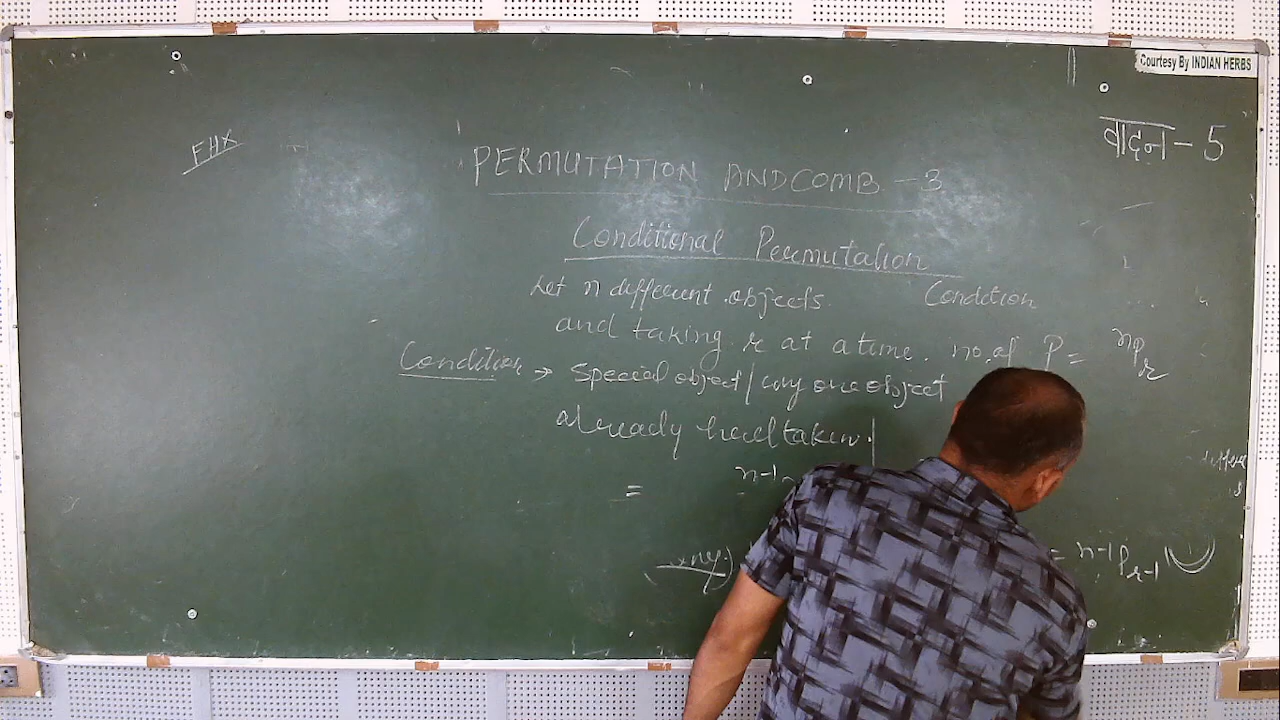 Courtesy By INDIAN HERBS
वादन - 5
FHX
PERMUTATION AND COMB - 3
Conditional Permutation
Let n different objects. Condition
and taking r at a time. no. of P = nPr
Condition → Special object / any one object
already taken.
= n-1
= n-1Pr-1